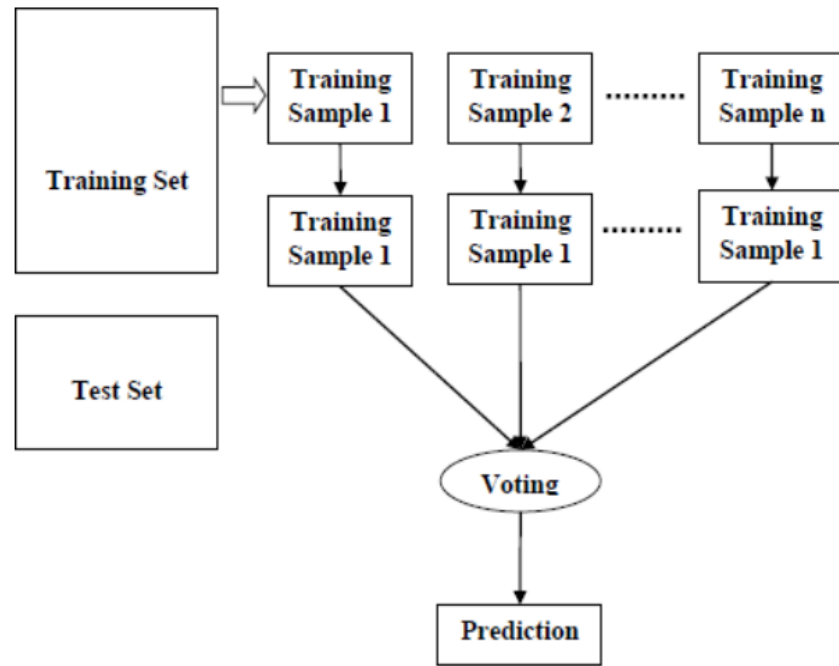 Training Set
Training
Sample 1
Training
Sample 2
.........
Training
Sample n
Training
Sample 1
Training
Sample 1
.........
Training
Sample 1
Test Set
Voting
Prediction